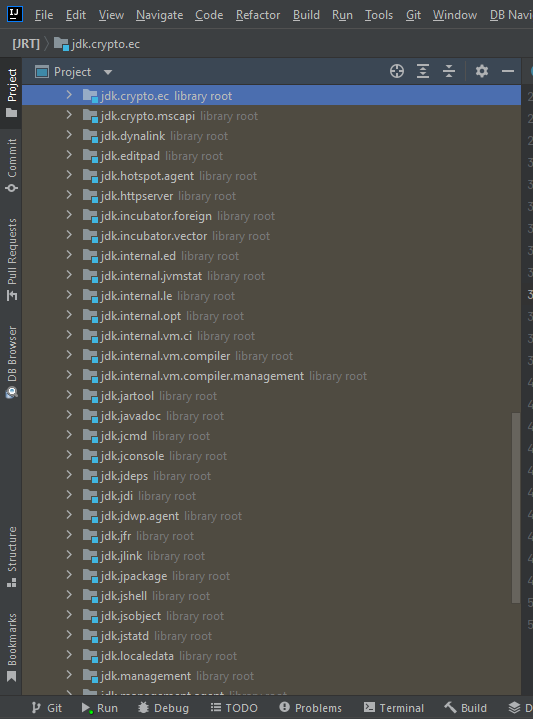 IJ File Edit View Navigate Code Refactor Build Run Tools Git Window DB Navi
[JRT] jdk.crypto.ec
Project
jdk.crypto.ec library root
jdk.crypto.mscapi library root
jdk.dynalink library root
jdk.editpad library root
jdk.hotspot.agent library root
jdk.httpserver library root
jdk.incubator.foreign library root
jdk.incubator.vector library root
jdk.internal.ed library root
jdk.internal.jvmstat library root
jdk.internal.le library root
jdk.internal.opt library root
jdk.internal.vm.ci library root
jdk.internal.vm.compiler library root
jdk.internal.vm.compiler.management library root
jdk.jartool library root
jdk.javadoc library root
jdk.jcmd library root
jdk.jconsole library root
jdk.jdeps library root
jdk.jdi library root
jdk.jdwp.agent library root
jdk.jfr library root
jdk.jlink library root
jdk.jpackage library root
jdk.jshell library root
jdk.jsobject library root
jdk.jstatd library root
jdk.localedata library root
jdk.management library root
jdk.management.agent library root
Project
Commit
Pull Requests
DB Browser
Structure
Bookmarks
Git Run Debug TODO Problems Terminal Build D